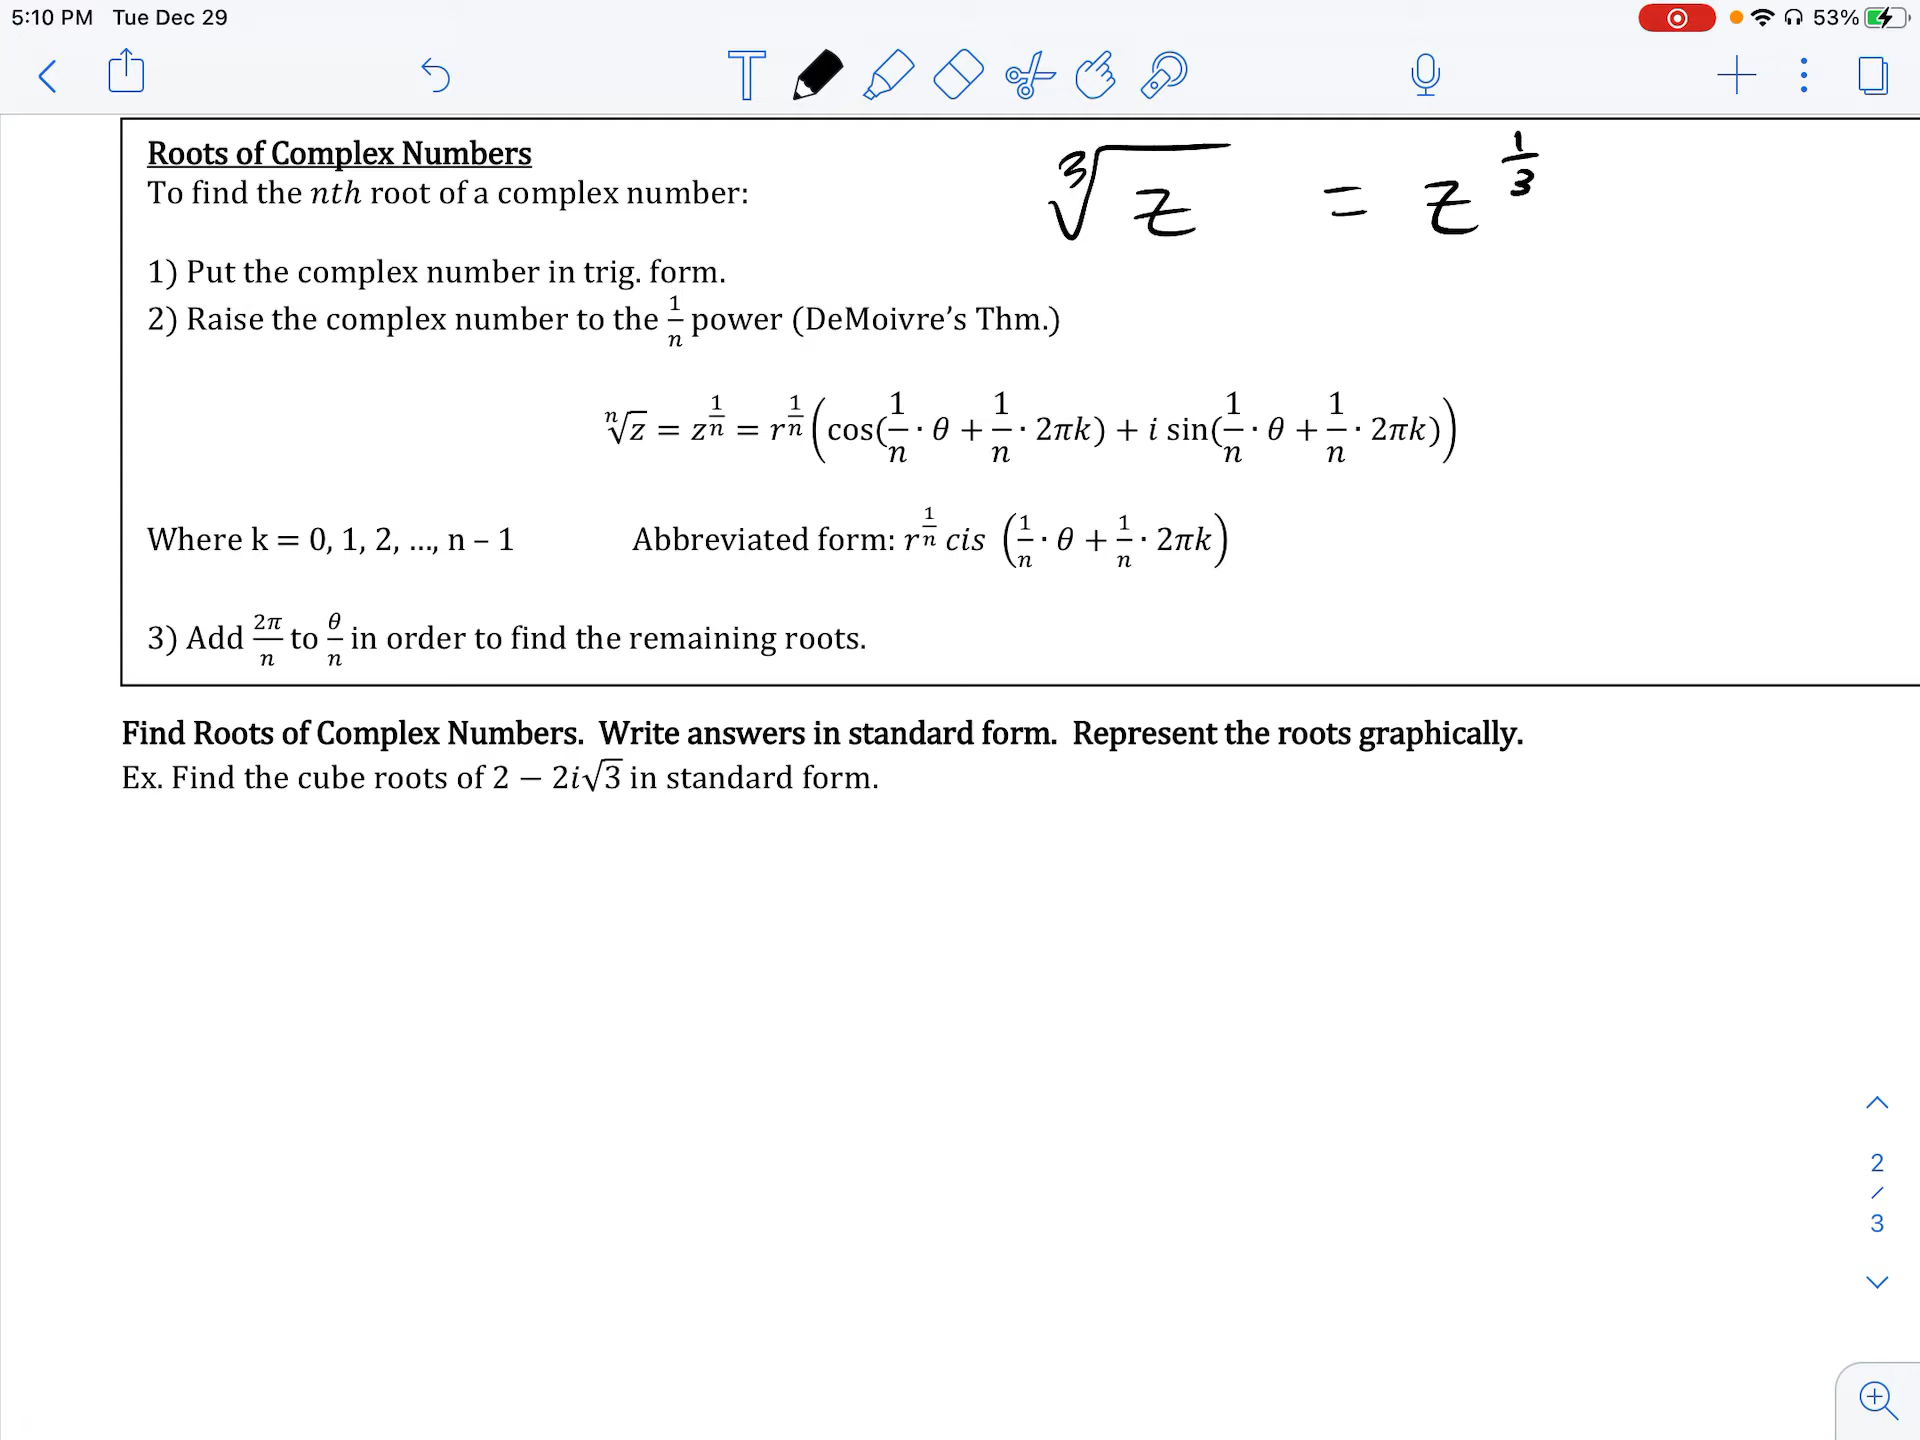 5:10 PM Tue Dec 29 53%
Roots of Complex Numbers
∛z = z^(1/3)
To find the nth root of a complex number:
1) Put the complex number in trig. form.
2) Raise the complex number to the 1/n power (DeMoivre’s Thm.)
ⁿ√z = z^(1/n) = r^(1/n) (cos(1/n · θ + 1/n · 2πk) + i sin(1/n · θ + 1/n · 2πk))
Where k = 0, 1, 2, …, n – 1 Abbreviated form: r^(1/n) cis (1/n · θ + 1/n · 2πk)
3) Add 2π/n to θ/n in order to find the remaining roots.
Find Roots of Complex Numbers. Write answers in standard form. Represent the roots graphically.
Ex. Find the cube roots of 2 − 2i√3 in standard form.
2
/
3